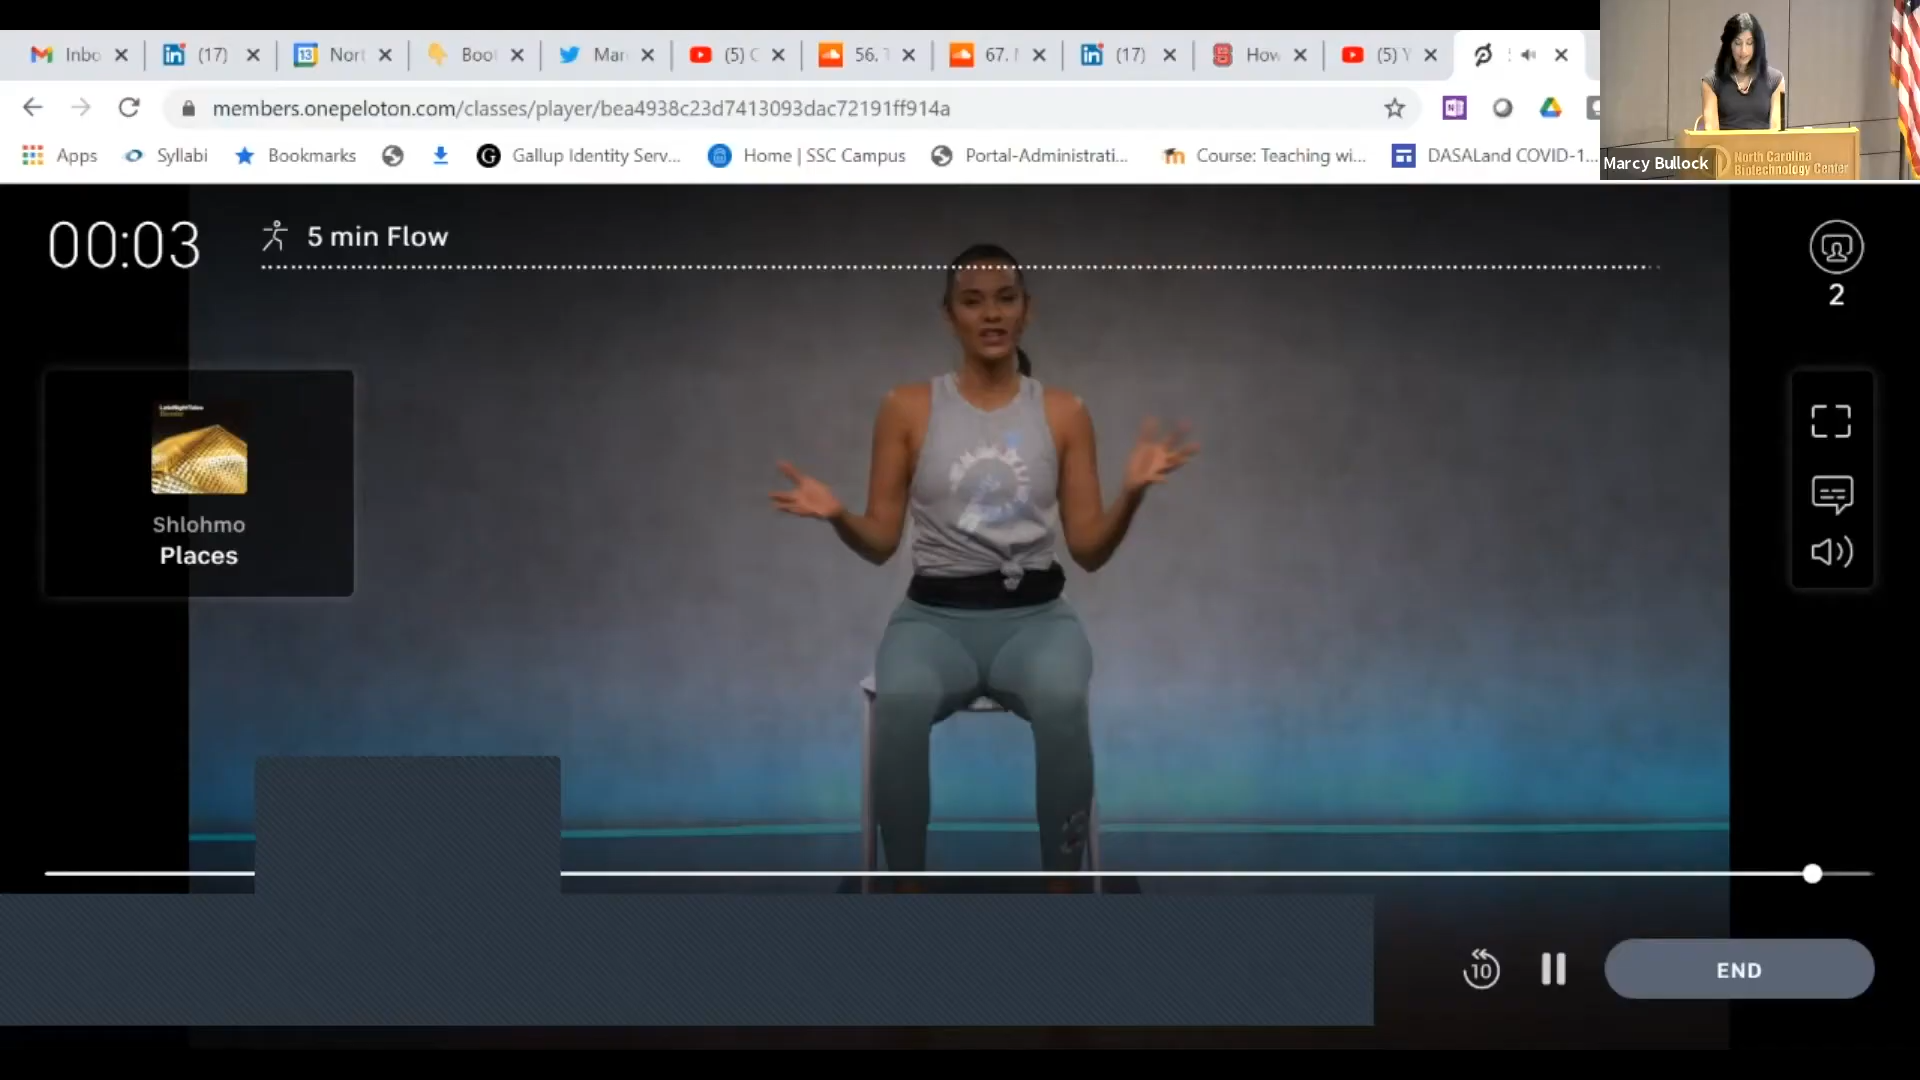 Inbo
(17)
13
Nort
Boot
Mar
(5) C
56. T
67.
(17)
How
(5) Y
members.onepeloton.com/classes/player/bea4938c23d7413093dac72191ff914a
Apps
Syllabi
Bookmarks
G
Gallup Identity Serv...
Home | SSC Campus
Portal-Administrati...
Course: Teaching wi...
DASALand COVID-1...
Marcy Bullock
North Carolina
Biotechnology Center
00:03
5 min Flow
2
Shlohmo
Places
10
END